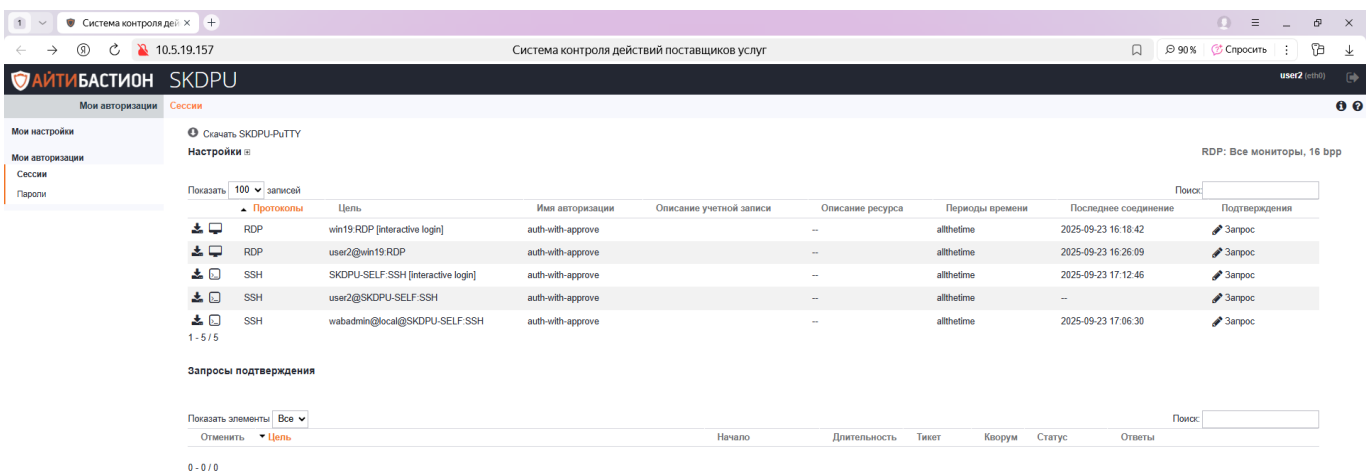 1 Система контроля дей
10.5.19.157 Система контроля действий поставщиков услуг 90 % Спросить
АЙТИБАСТИОН SKDPU user2 (eth0)
Мои авторизации Сессии
Мои настройки
Мои авторизации
Сессии
Пароли
Скачать SKDPU-PuTTY
Настройки RDP: Все мониторы, 16 bpp
Показать 100 записей Поиск:
Протоколы Цель Имя авторизации Описание учетной записи Описание ресурса Периоды времени Последнее соединение Подтверждения
RDP win19:RDP [interactive login] auth-with-approve -- allthetime 2025-09-23 16:18:42 Запрос
RDP user2@win19:RDP auth-with-approve -- allthetime 2025-09-23 16:26:09 Запрос
SSH SKDPU-SELF:SSH [interactive login] auth-with-approve -- allthetime 2025-09-23 17:12:46 Запрос
SSH user2@SKDPU-SELF:SSH auth-with-approve -- allthetime -- Запрос
SSH wabadmin@local@SKDPU-SELF:SSH auth-with-approve -- allthetime 2025-09-23 17:06:30 Запрос
1 - 5 / 5
Запросы подтверждения
Показать элементы Все Поиск:
Отменить Цель Начало Длительность Тикет Кворум Статус Ответы
0 - 0 / 0